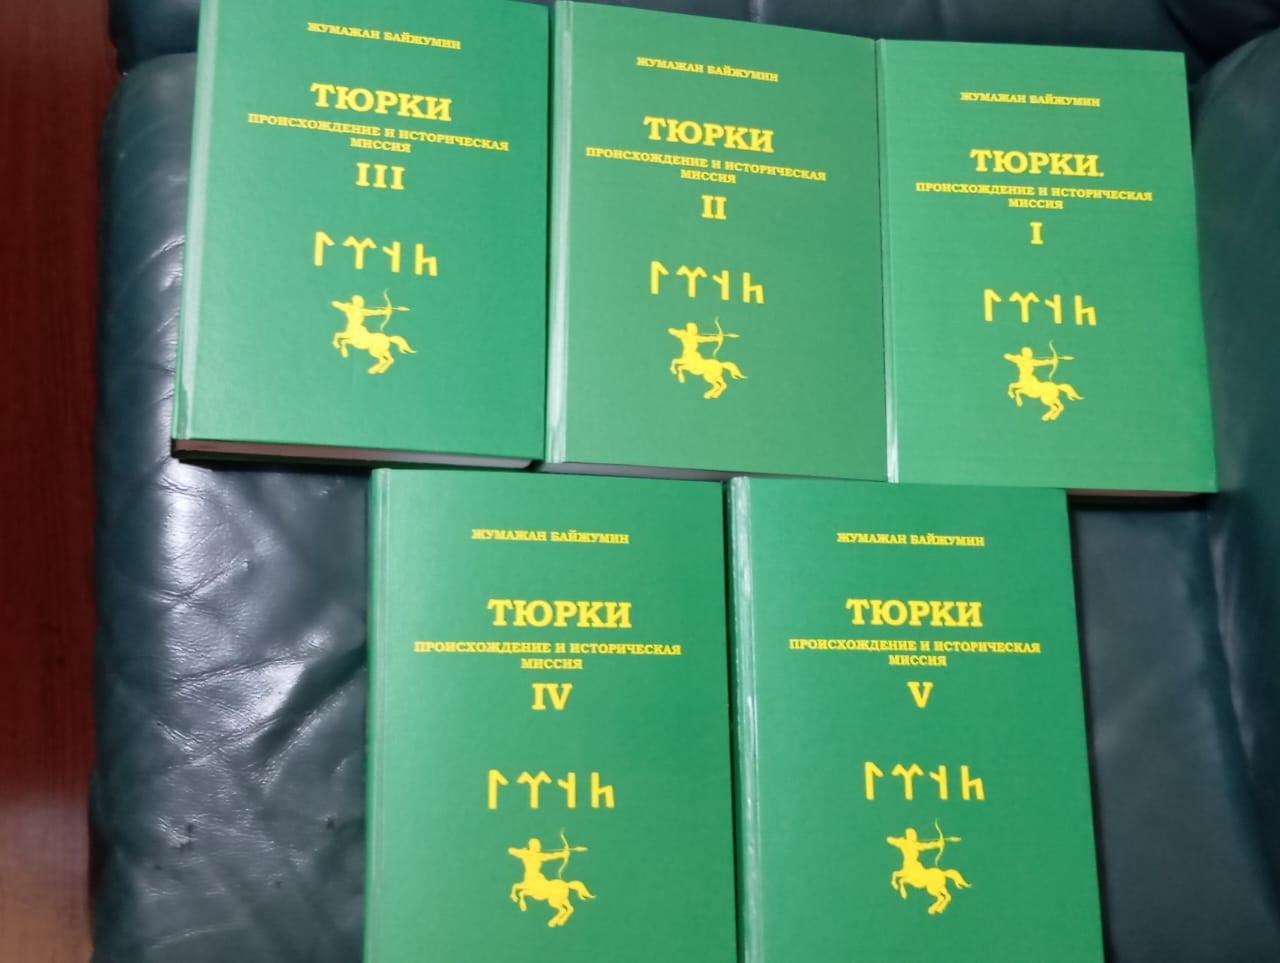 ЖУМАЖАН БАЙЖУМИН
ТЮРКИ
ПРОИСХОЖДЕНИЕ И ИСТОРИЧЕСКАЯ
МИССИЯ
III
ЖУМАЖАН БАЙЖУМИН
ТЮРКИ
ПРОИСХОЖДЕНИЕ И ИСТОРИЧЕСКАЯ
МИССИЯ
II
ЖУМАЖАН БАЙЖУМИН
ТЮРКИ.
ПРОИСХОЖДЕНИЕ И ИСТОРИЧЕСКАЯ
МИССИЯ
I
ЖУМАЖАН БАЙЖУМИН
ТЮРКИ
ПРОИСХОЖДЕНИЕ И ИСТОРИЧЕСКАЯ
МИССИЯ
IV
ЖУМАЖАН БАЙЖУМИН
ТЮРКИ
ПРОИСХОЖДЕНИЕ И ИСТОРИЧЕСКАЯ
МИССИЯ
V